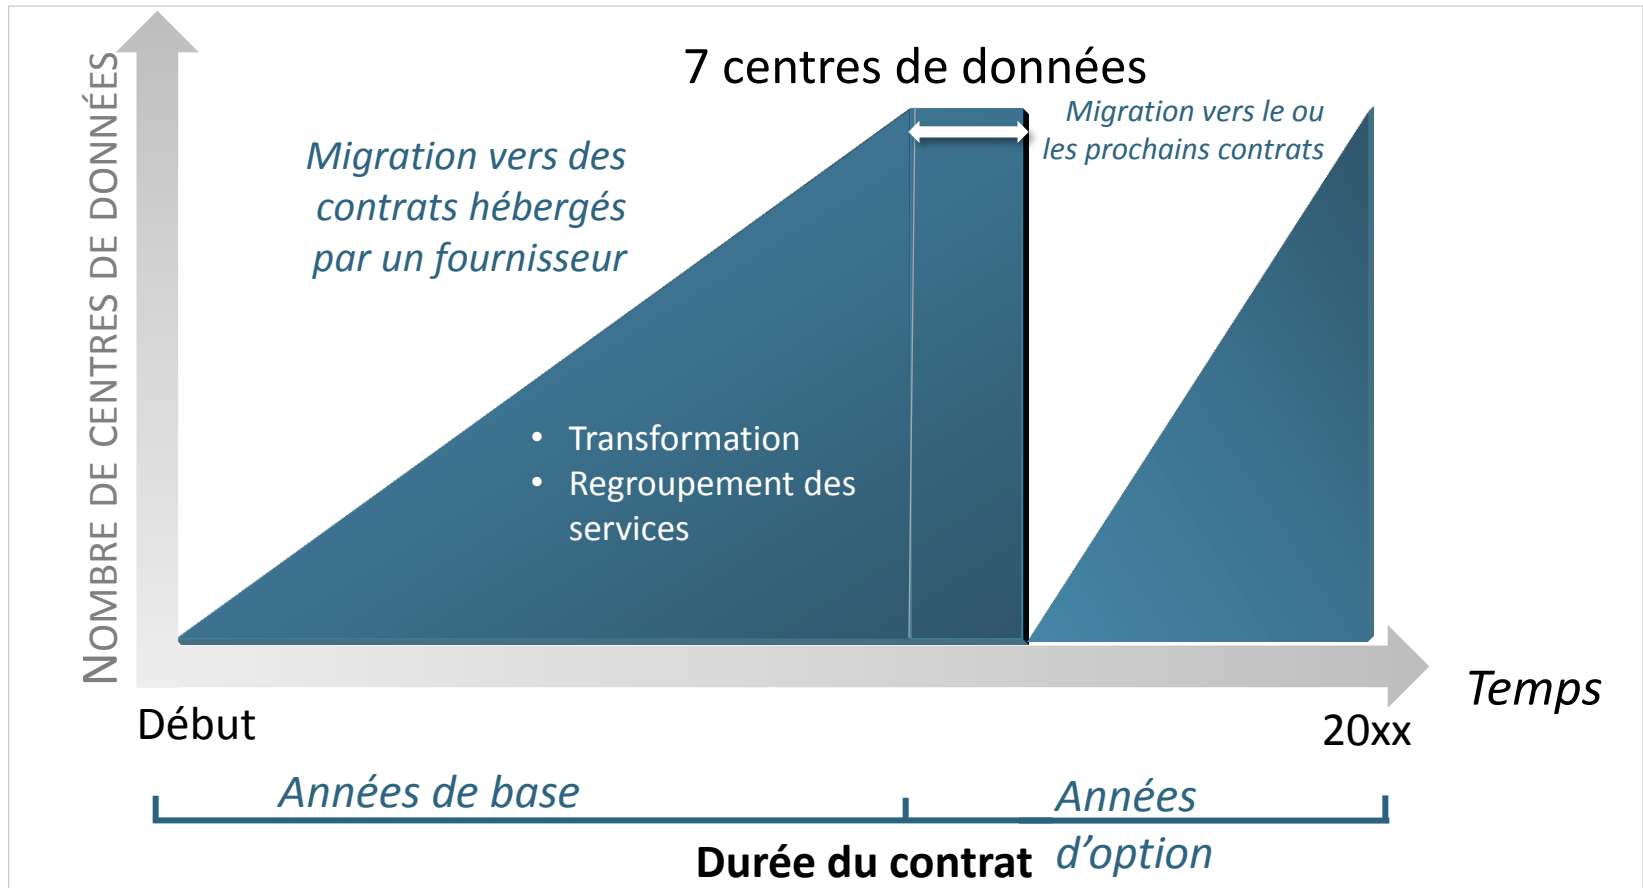 NOMBRE DE CENTRES DE DONNÉES
7 centres de données
Migration vers des
contrats hébergés
par un fournisseur
Migration vers le ou
les prochains contrats
• Transformation
• Regroupement des
services
Temps
Début
20xx
Années de base
Années
d'option
Durée du contrat